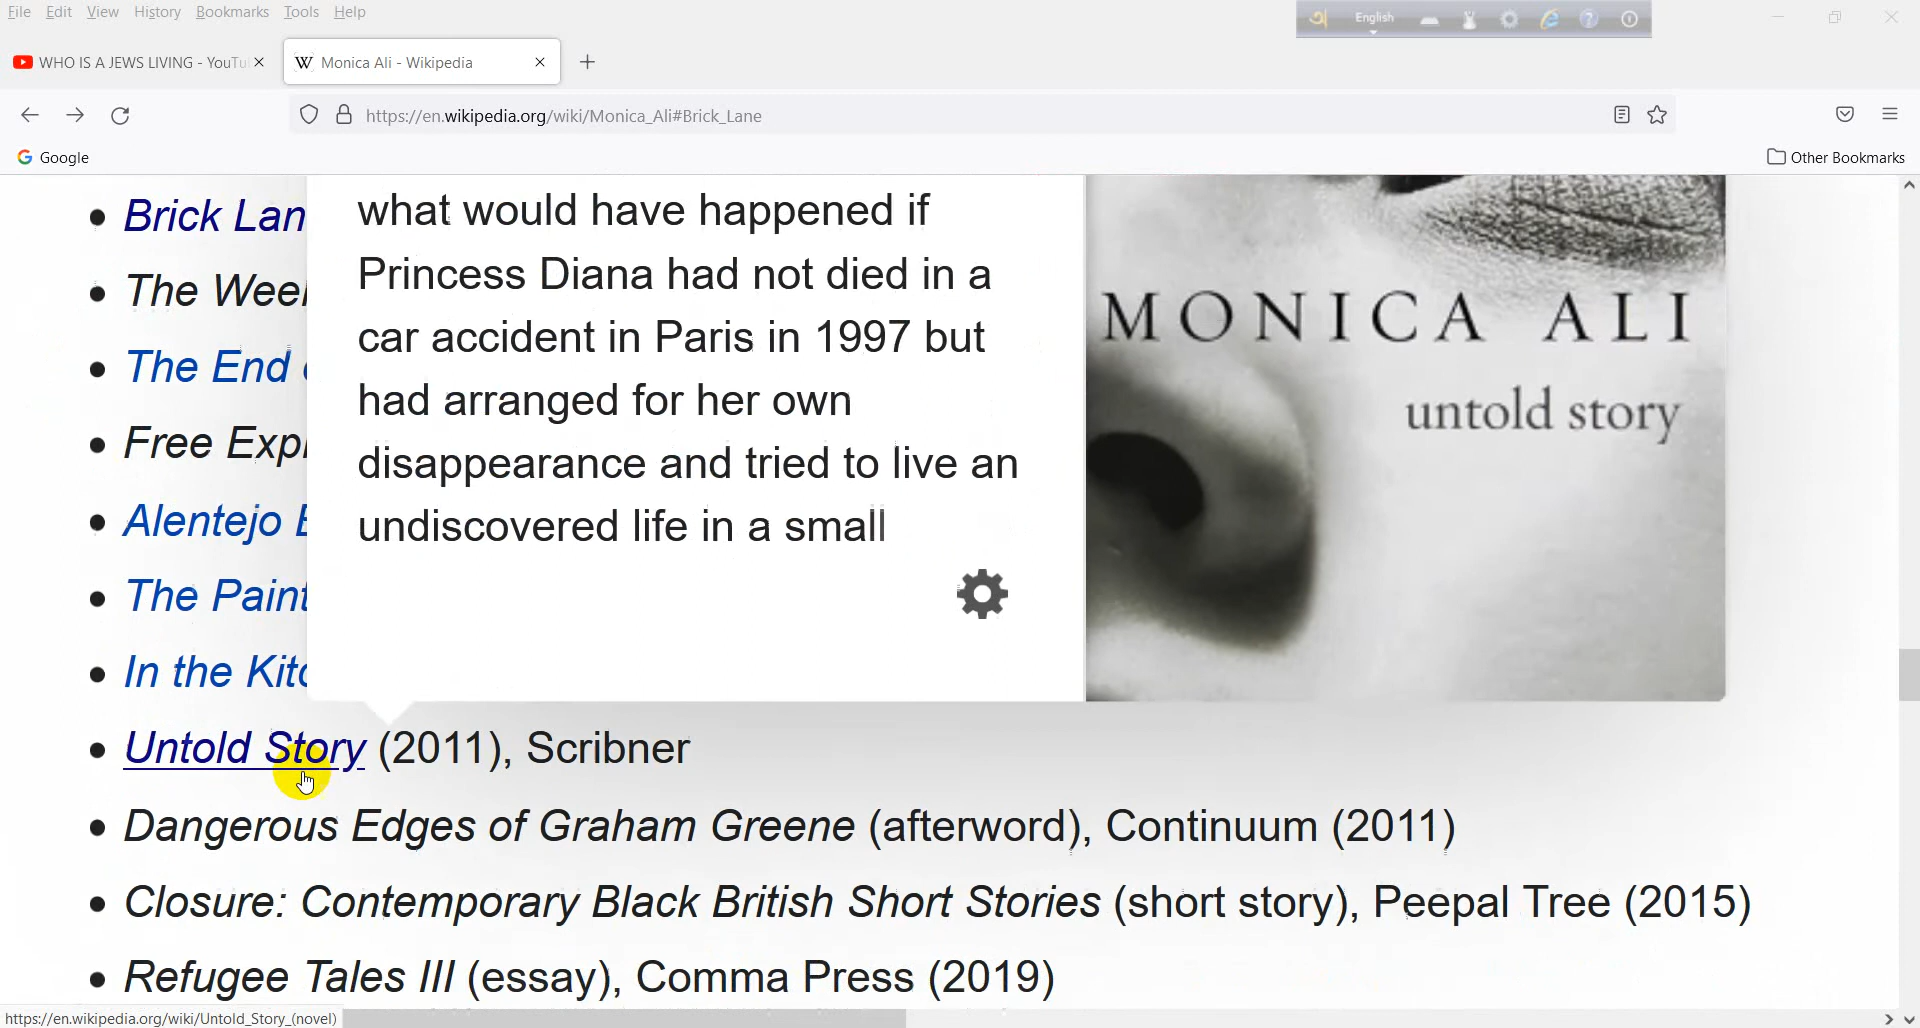 File Edit View History Bookmarks Tools Help
English
WHO IS A JEWS LIVING - YouTu
Monica Ali - Wikipedia
https://en.wikipedia.org/wiki/Monica_Ali#Brick_Lane
Google
Other Bookmarks
what would have happened if
Princess Diana had not died in a
car accident in Paris in 1997 but
had arranged for her own
disappearance and tried to live an
undiscovered life in a small
MONICA ALI
untold story
Brick Lan
The Wee
The End
Free Exp
Alentejo
The Paint
In the Kitc
Untold Story (2011), Scribner
Dangerous Edges of Graham Greene (afterword), Continuum (2011)
Closure: Contemporary Black British Short Stories (short story), Peepal Tree (2015)
Refugee Tales III (essay), Comma Press (2019)
https://en.wikipedia.org/wiki/Untold_Story_(novel)